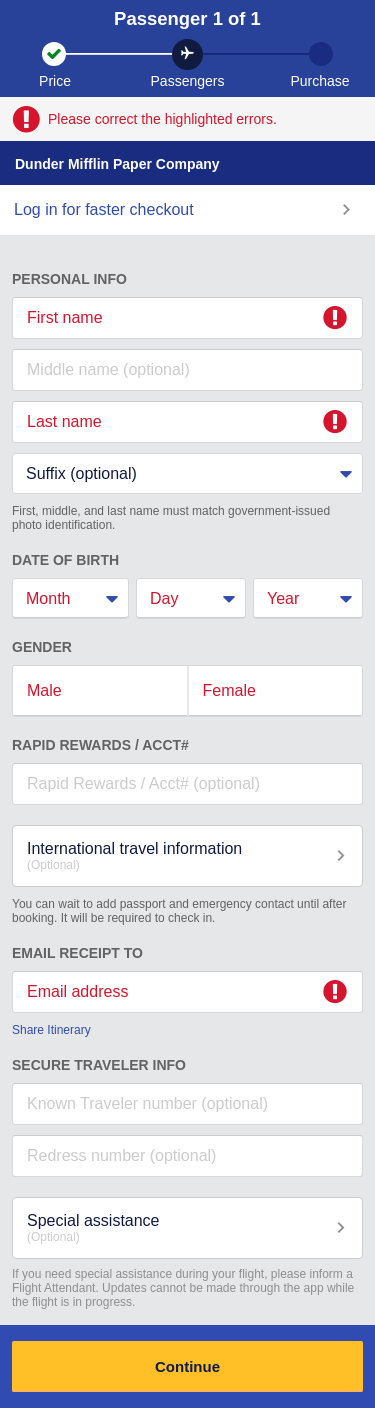 Passenger 1 of 1
Price
Passengers
Purchase
Please correct the highlighted errors.
Dunder Mifflin Paper Company
Log in for faster checkout
PERSONAL INFO
First name
Middle name (optional)
Last name
Suffix (optional)
First, middle, and last name must match government-issued
photo identification.
DATE OF BIRTH
Month
Day
Year
GENDER
Male
Female
RAPID REWARDS / ACCT#
Rapid Rewards / Acct# (optional)
International travel information
(Optional)
You can wait to add passport and emergency contact until after
booking. It will be required to check in.
EMAIL RECEIPT TO
Email address
Share Itinerary
SECURE TRAVELER INFO
Known Traveler number (optional)
Redress number (optional)
Special assistance
(Optional)
If you need special assistance during your flight, please inform a
Flight Attendant. Updates cannot be made through the app while
the flight is in progress.
Continue